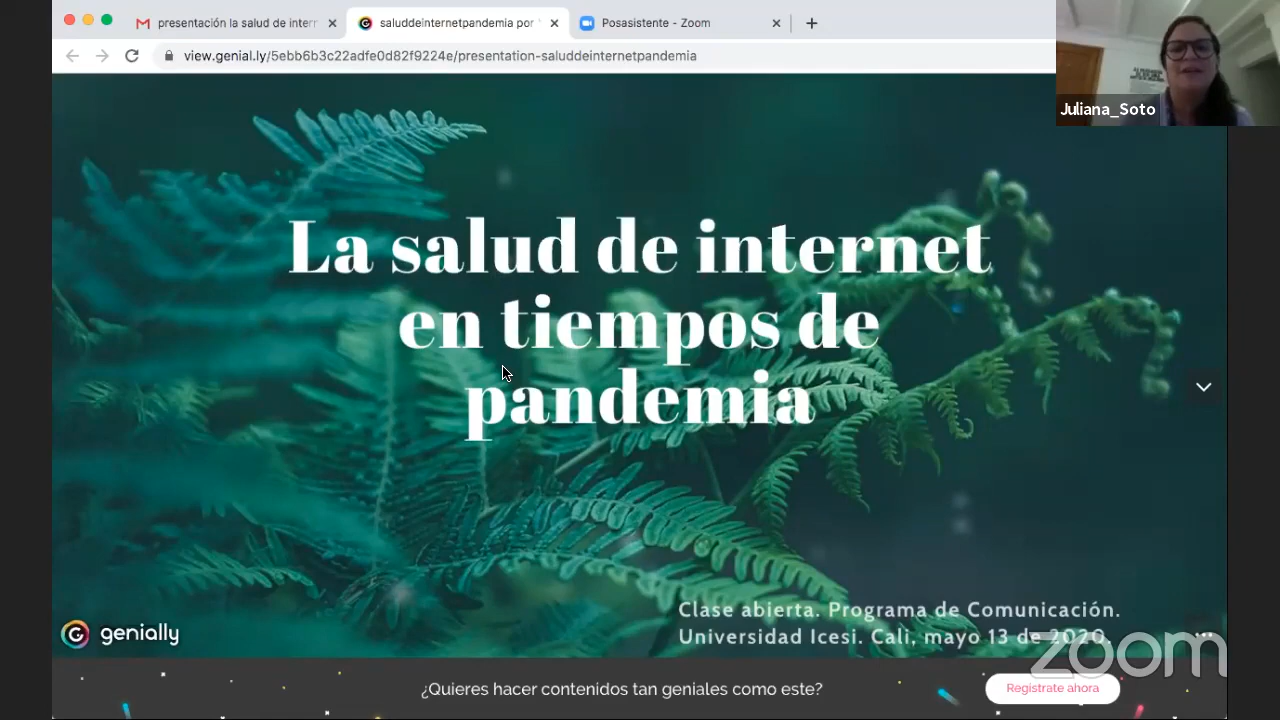 presentación la salud de intern
saluddeinternetpandemia por
Posasistente - Zoom
view.genial.ly/5ebb6b3c22adfe0d82f9224e/presentation-saluddeinternetpandemia
Juliana_Soto
La salud de internet
en tiempos de
pandemia
Clase abierta. Programa de Comunicación.
Universidad Icesi. Cali, mayo 13 de 2020.
genially
zoom
¿Quieres hacer contenidos tan geniales como este?
Regístrate ahora